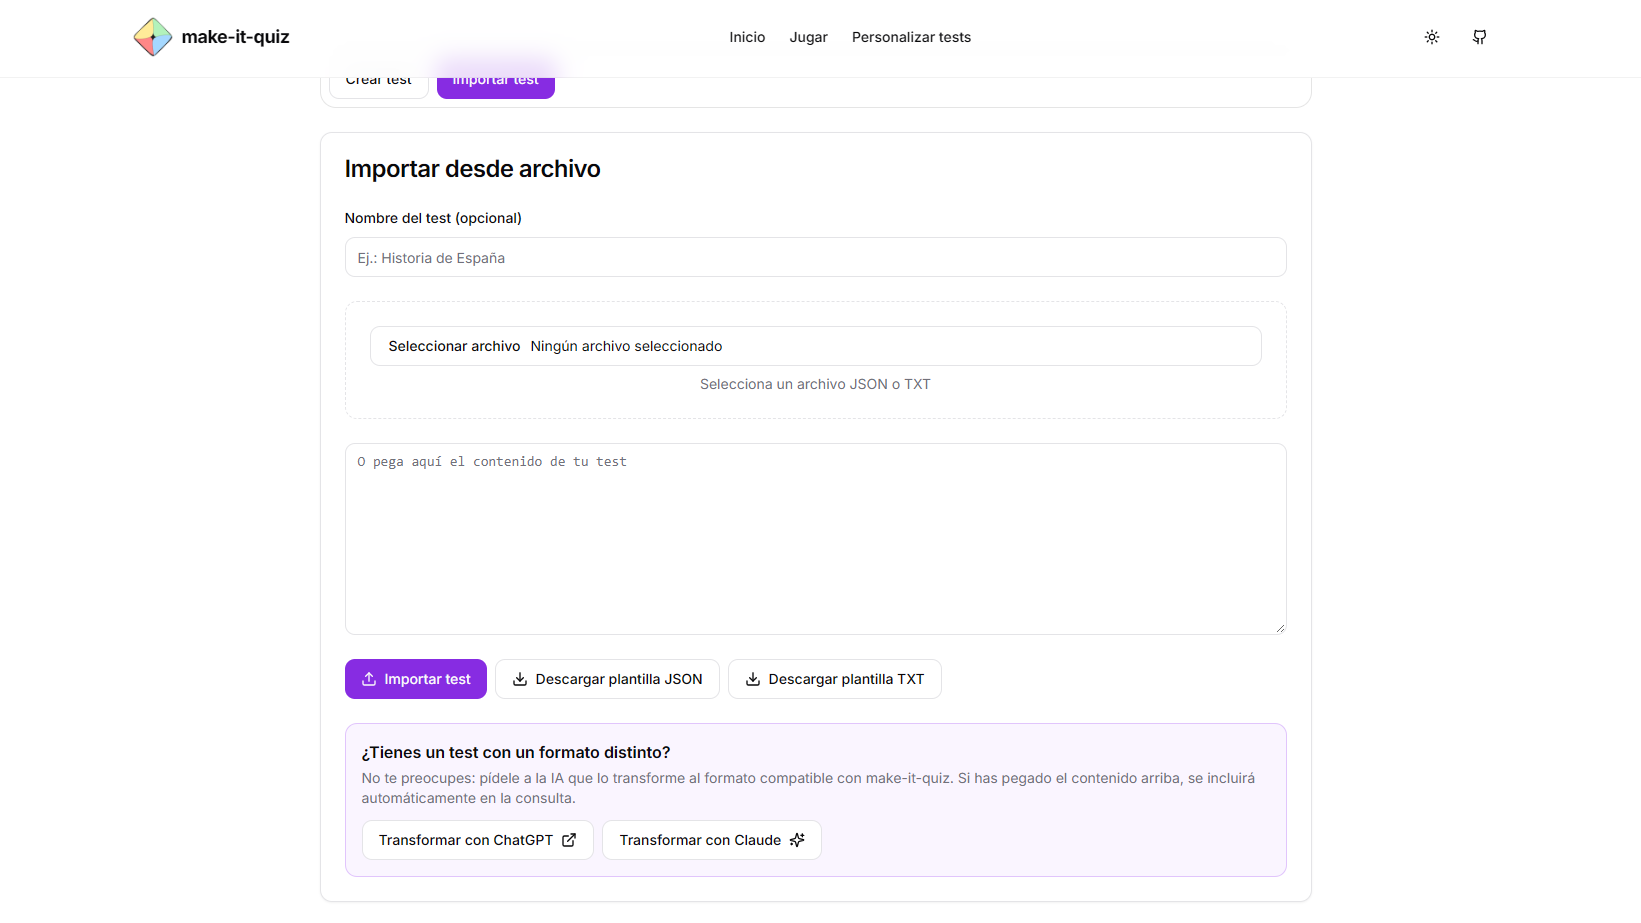 make-it-quiz
Inicio
Jugar
Personalizar tests
Crear test
Importar test
Importar desde archivo
Nombre del test (opcional)
Ej.: Historia de España
Seleccionar archivo Ningún archivo seleccionado
Selecciona un archivo JSON o TXT
O pega aquí el contenido de tu test
Importar test
Descargar plantilla JSON
Descargar plantilla TXT
¿Tienes un test con un formato distinto?
No te preocupes: pídele a la IA que lo transforme al formato compatible con make-it-quiz. Si has pegado el contenido arriba, se incluirá
automáticamente en la consulta.
Transformar con ChatGPT
Transformar con Claude